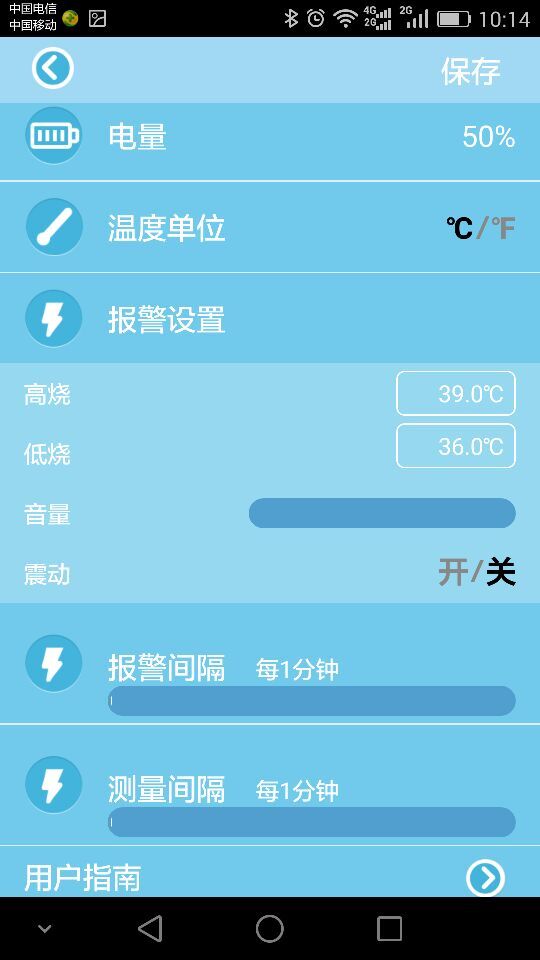 中国电信
中国移动
4G 2G 2G 10:14
保存
电量 50%
温度单位 ℃/℉
报警设置
高烧 39.0℃
低烧 36.0℃
音量
震动 开/关
报警间隔 每1分钟
测量间隔 每1分钟
用户指南